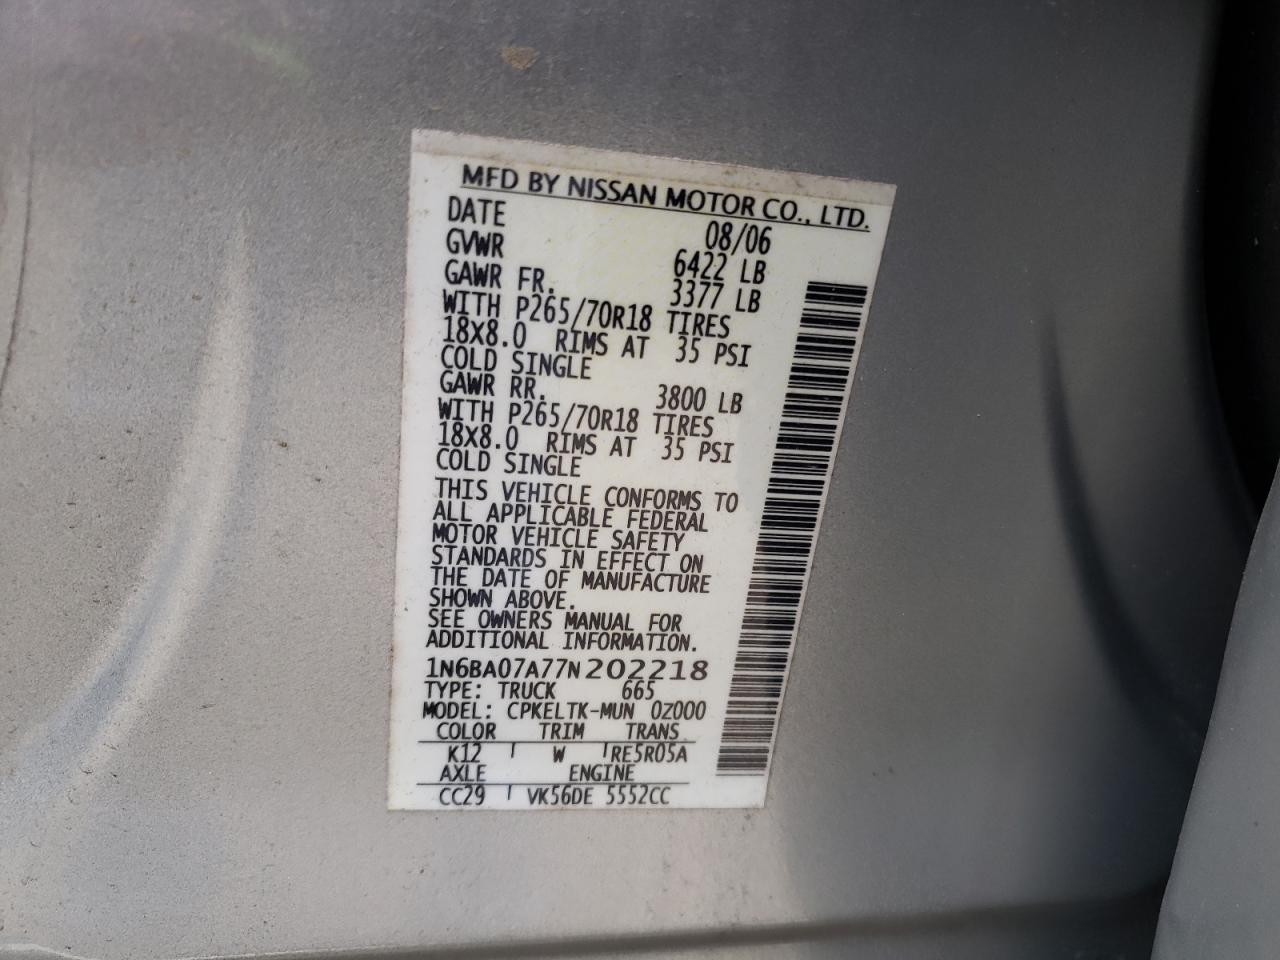 MFD BY NISSAN MOTOR CO., LTD.
DATE 08/06
GVWR 6422 LB
GAWR FR. 3377 LB
WITH P265/70R18 TIRES
18X8.0 RIMS AT 35 PSI
COLD SINGLE
GAWR RR. 3800 LB
WITH P265/70R18 TIRES
18X8.0 RIMS AT 35 PSI
COLD SINGLE
THIS VEHICLE CONFORMS TO
ALL APPLICABLE FEDERAL
MOTOR VEHICLE SAFETY
STANDARDS IN EFFECT ON
THE DATE OF MANUFACTURE
SHOWN ABOVE.
SEE OWNERS MANUAL FOR
ADDITIONAL INFORMATION.
1N6BA07A77N202218
TYPE: TRUCK 665
MODEL: CPKELTK-MUN 0Z000
COLOR TRIM TRANS
K12 W RE5R05A
AXLE ENGINE
CC29 VK56DE 5552CC